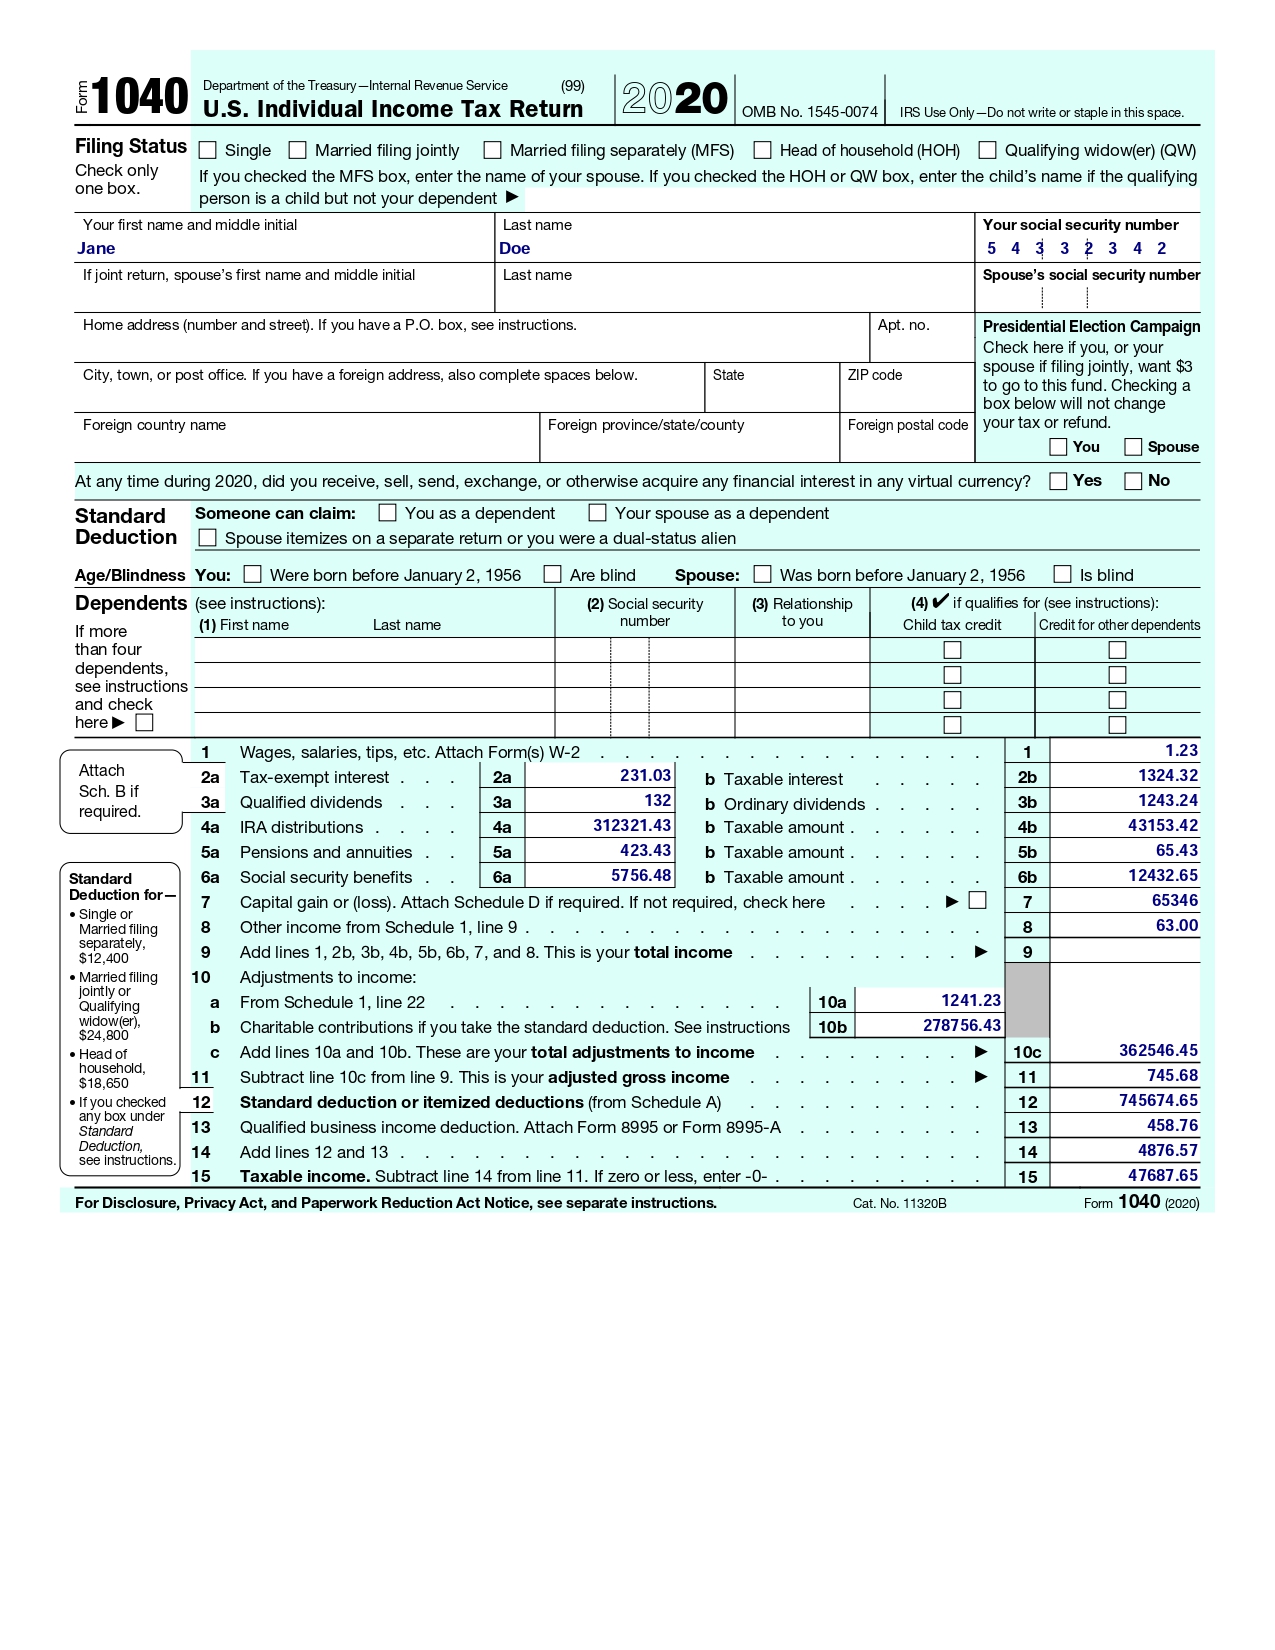 Form 1040 Department of the Treasury—Internal Revenue Service (99) U.S. Individual Income Tax Return 2020 OMB No. 1545-0074 IRS Use Only—Do not write or staple in this space.
Filing Status Single Married filing jointly Married filing separately (MFS) Head of household (HOH) Qualifying widow(er) (QW)
Check only one box.
If you checked the MFS box, enter the name of your spouse. If you checked the HOH or QW box, enter the child's name if the qualifying
person is a child but not your dependent ▶
Your first name and middle initial Last name Your social security number
Jane Doe 5 4 3 3 2 3 4 2
If joint return, spouse's first name and middle initial Last name Spouse's social security number
Home address (number and street). If you have a P.O. box, see instructions. Apt. no.
City, town, or post office. If you have a foreign address, also complete spaces below. State ZIP code
Foreign country name Foreign province/state/county Foreign postal code
Presidential Election Campaign
Check here if you, or your
spouse if filing jointly, want $3
to go to this fund. Checking a
box below will not change
your tax or refund.
You Spouse
At any time during 2020, did you receive, sell, send, exchange, or otherwise acquire any financial interest in any virtual currency? Yes No
Standard Deduction
Someone can claim: You as a dependent Your spouse as a dependent
Spouse itemizes on a separate return or you were a dual-status alien
Age/Blindness You: Were born before January 2, 1956 Are blind Spouse: Was born before January 2, 1956 Is blind
Dependents (see instructions): (2) Social security number (3) Relationship to you (4) ✔ if qualifies for (see instructions):
(1) First name Last name Child tax credit Credit for other dependents
If more
than four
dependents,
see instructions
and check
here ▶
Attach
Sch. B if
required.
1 Wages, salaries, tips, etc. Attach Form(s) W-2 . . . . . . . . . . . . . . . . 1 1.23
2a Tax-exempt interest . . . 2a 231.03 b Taxable interest . . . . . 2b 1324.32
3a Qualified dividends . . . 3a 132 b Ordinary dividends . . . . . 3b 1243.24
4a IRA distributions . . . . 4a 312321.43 b Taxable amount . . . . . . 4b 43153.42
5a Pensions and annuities . . 5a 423.43 b Taxable amount . . . . . . 5b 65.43
6a Social security benefits . . 6a 5756.48 b Taxable amount . . . . . . 6b 12432.65
7 Capital gain or (loss). Attach Schedule D if required. If not required, check here . . . . ▶ 7 65346
8 Other income from Schedule 1, line 9 . . . . . . . . . . . . . . . . . . . 8 63.00
9 Add lines 1, 2b, 3b, 4b, 5b, 6b, 7, and 8. This is your total income . . . . . . . . . ▶ 9
10 Adjustments to income:
a From Schedule 1, line 22 . . . . . . . . . . . . . . 10a 1241.23
b Charitable contributions if you take the standard deduction. See instructions 10b 278756.43
c Add lines 10a and 10b. These are your total adjustments to income . . . . . . . . ▶ 10c 362546.45
11 Subtract line 10c from line 9. This is your adjusted gross income . . . . . . . . . ▶ 11 745.68
12 Standard deduction or itemized deductions (from Schedule A) . . . . . . . . . . 12 745674.65
13 Qualified business income deduction. Attach Form 8995 or Form 8995-A . . . . . . . . 13 458.76
14 Add lines 12 and 13 . . . . . . . . . . . . . . . . . . . . . . . . 14 4876.57
15 Taxable income. Subtract line 14 from line 11. If zero or less, enter -0- . . . . . . . . . 15 47687.65
Standard
Deduction for—
• Single or
Married filing
separately,
$12,400
• Married filing
jointly or
Qualifying
widow(er),
$24,800
• Head of
household,
$18,650
• If you checked
any box under
Standard
Deduction,
see instructions.
For Disclosure, Privacy Act, and Paperwork Reduction Act Notice, see separate instructions. Cat. No. 11320B Form 1040 (2020)